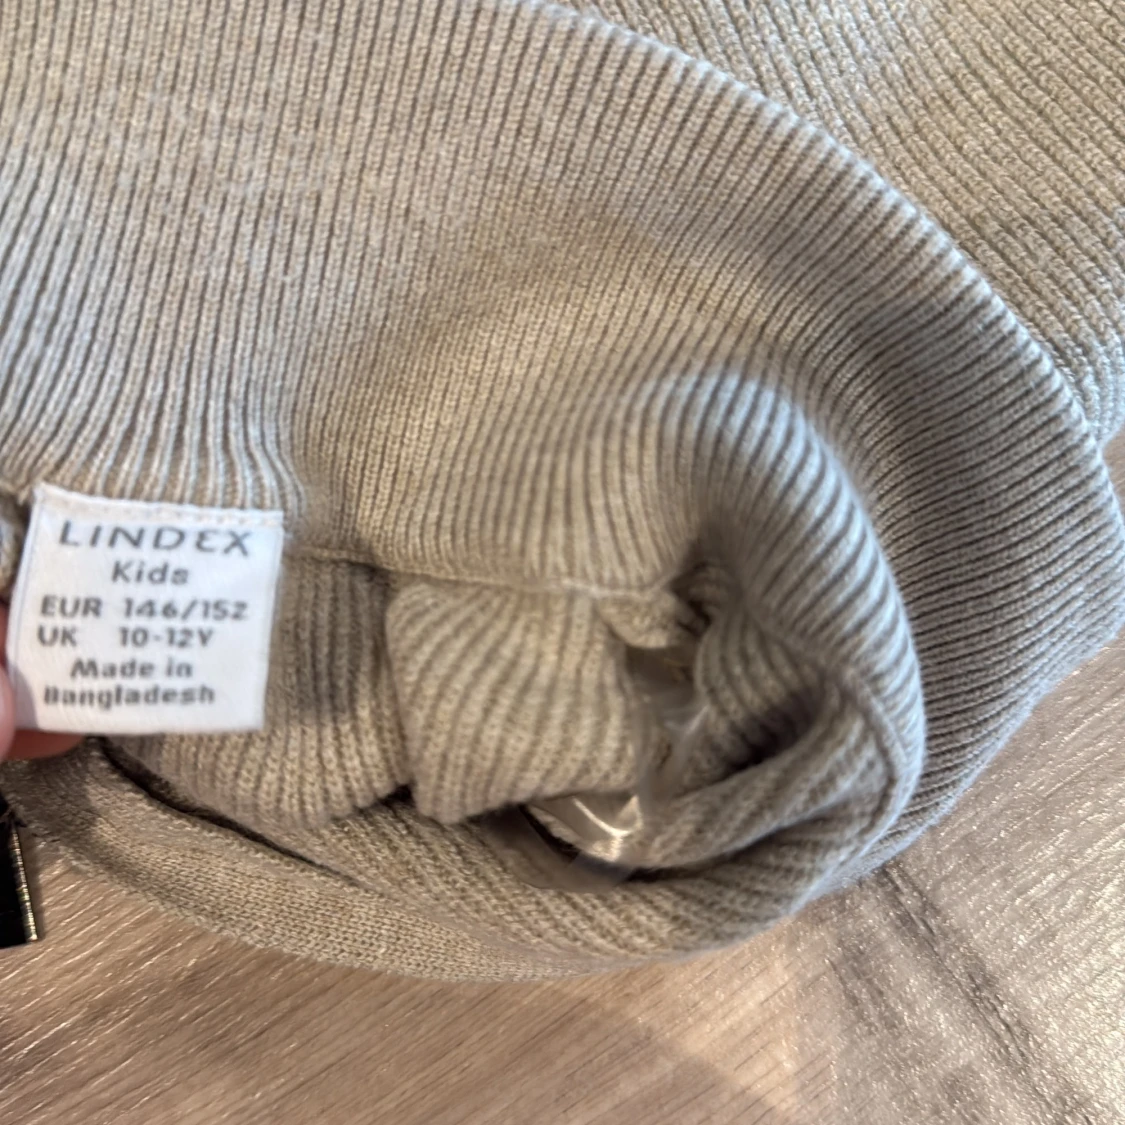 LINDEX
Kids
EUR 146/152
UK 10-12Y
Made in
Bangladesh